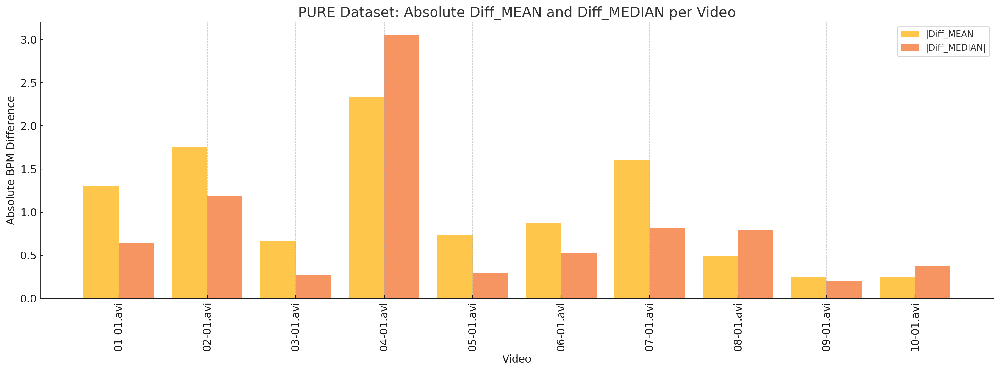 PURE Dataset: Absolute Diff_MEAN and Diff_MEDIAN per Video
|Diff_MEAN|
|Diff_MEDIAN|
Absolute BPM Difference
3.0
2.5
2.0
1.5
1.0
0.5
0.0
01-01.avi
02-01.avi
03-01.avi
04-01.avi
05-01.avi
06-01.avi
07-01.avi
08-01.avi
09-01.avi
10-01.avi
Video